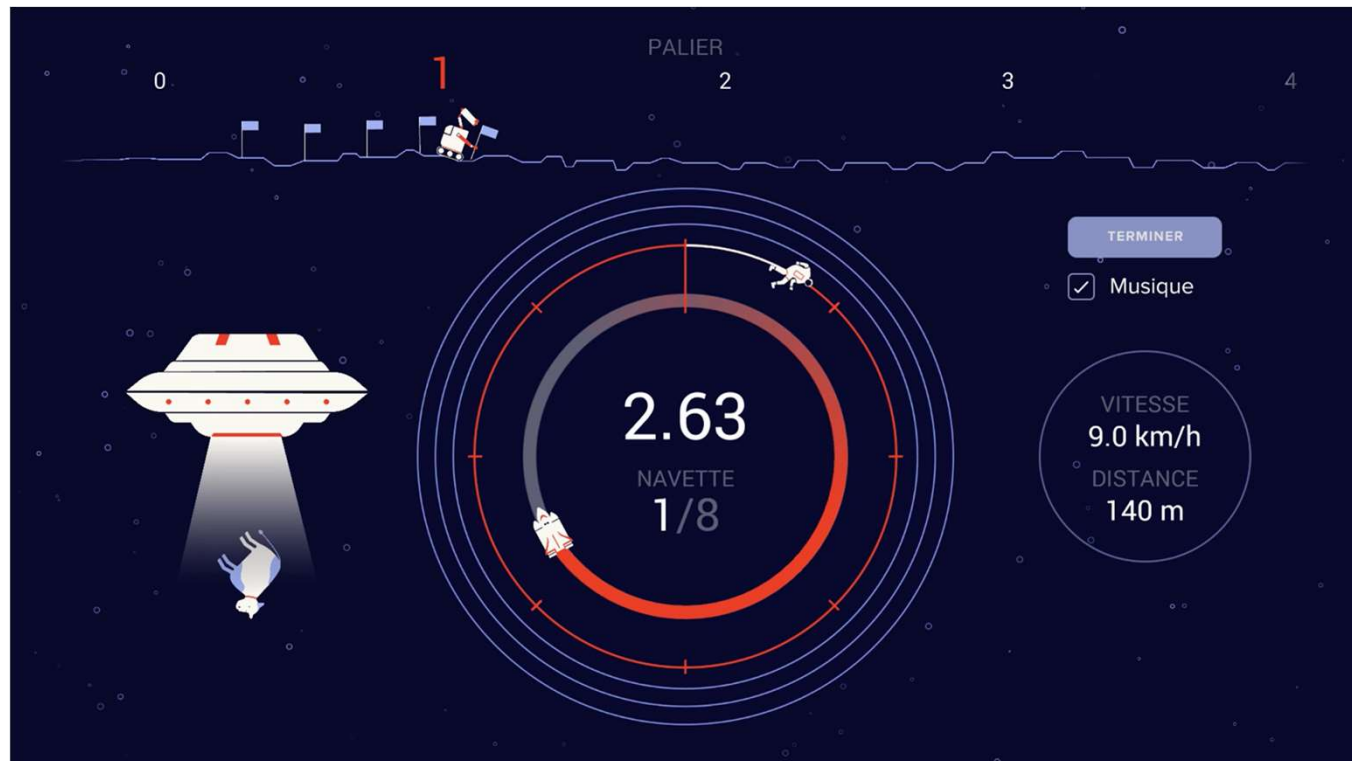 PALIER
0 1 2 3 4
TERMINER
Musique
2.63
NAVETTE
1/8
VITESSE
9.0 km/h
DISTANCE
140 m